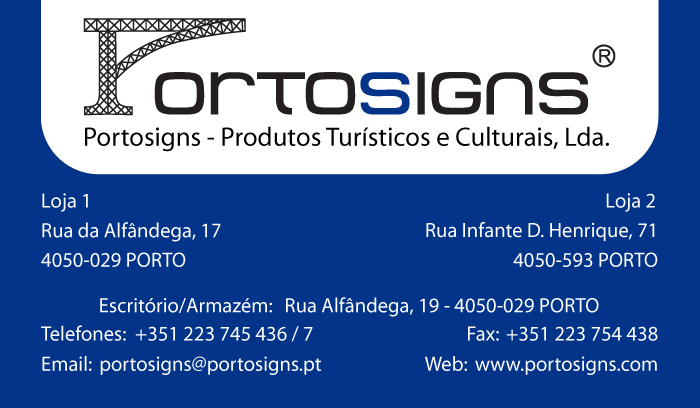 PORTOSIGNS ®
Portosigns - Produtos Turísticos e Culturais, Lda.
Loja 1
Rua da Alfândega, 17
4050-029 PORTO
Loja 2
Rua Infante D. Henrique, 71
4050-593 PORTO
Escritório/Armazém: Rua Alfândega, 19 - 4050-029 PORTO
Telefones: +351 223 745 436 / 7
Fax: +351 223 754 438
Email: portosigns@portosigns.pt
Web: www.portosigns.com